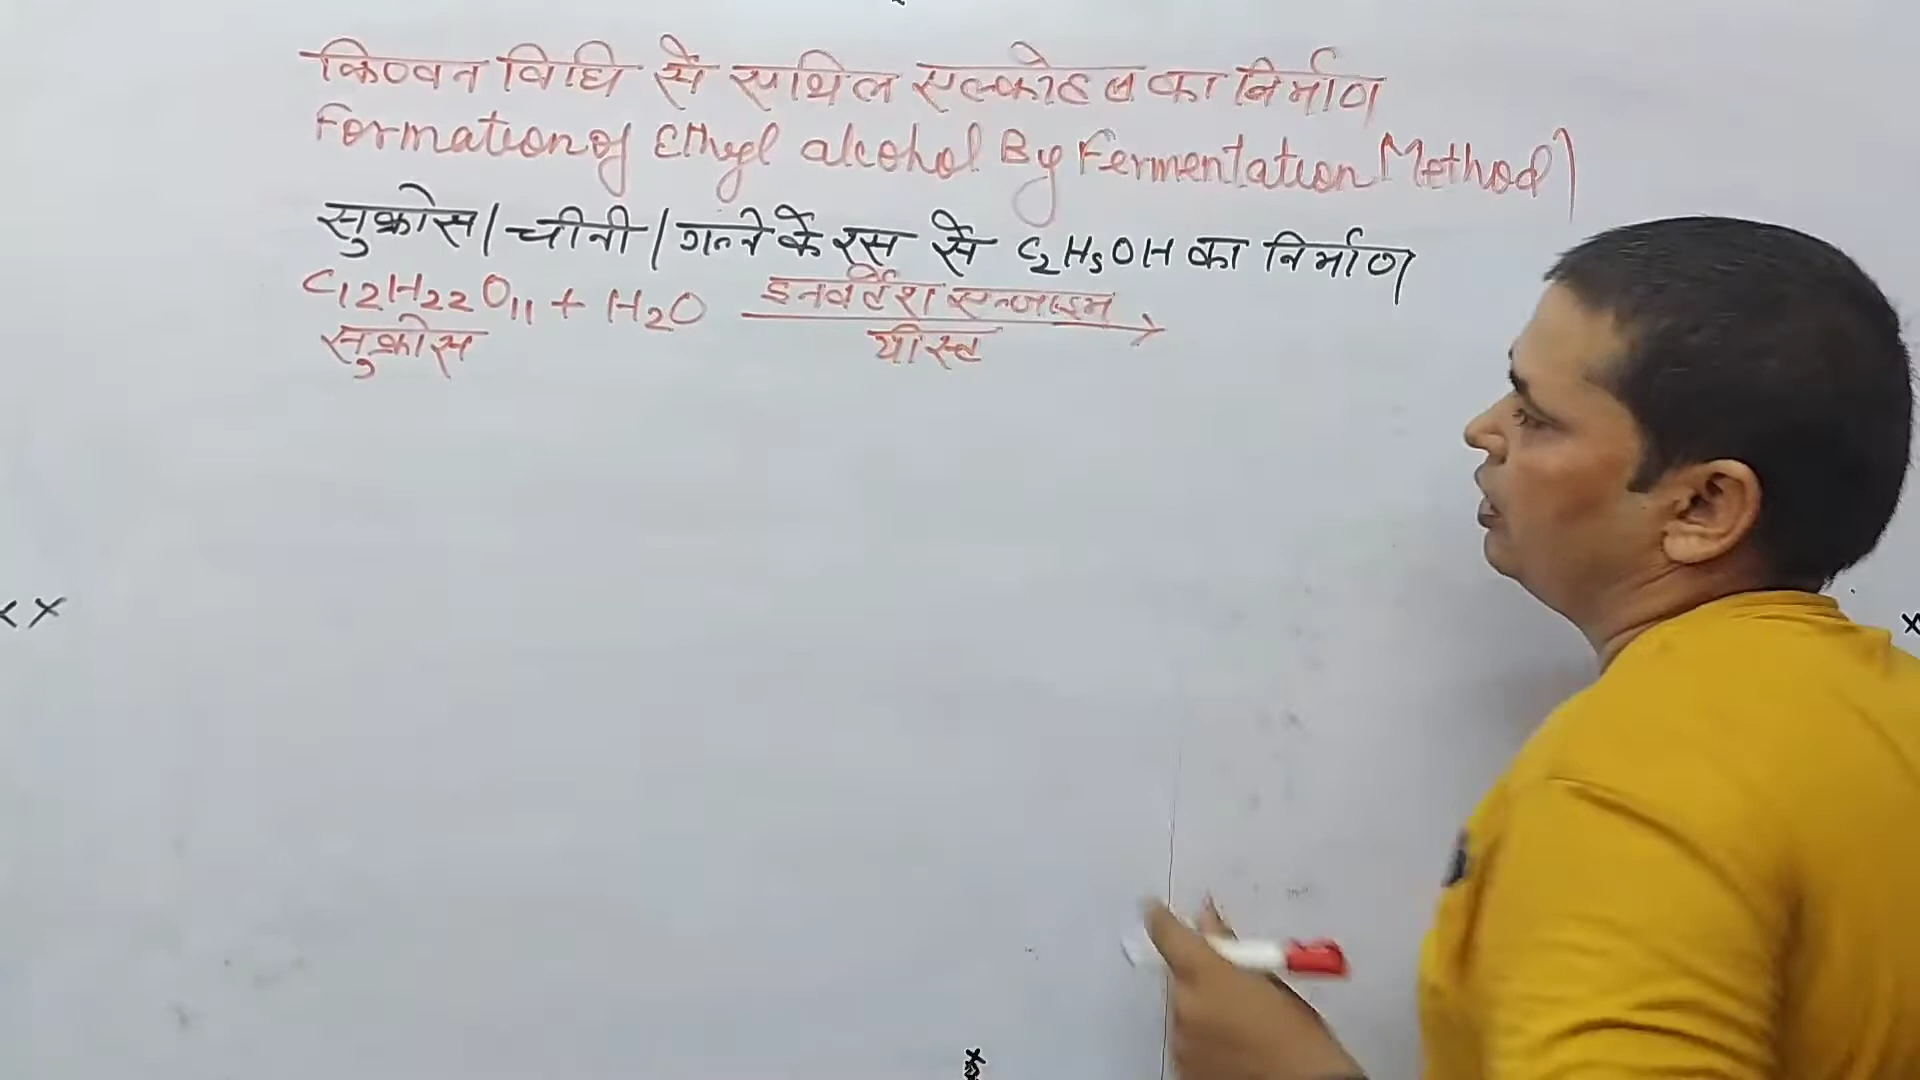 किण्वन विधि से एथिल एल्कोहल का निर्माण
Formation of Ethyl alcohol By Fermentation Method)
सुक्रोस/चीनी/गन्ने के रस से C₂H₅OH का निर्माण
C₁₂H₂₂O₁₁ + H₂O इनवर्टेश एन्जाइम
सुक्रोस यीस्ट